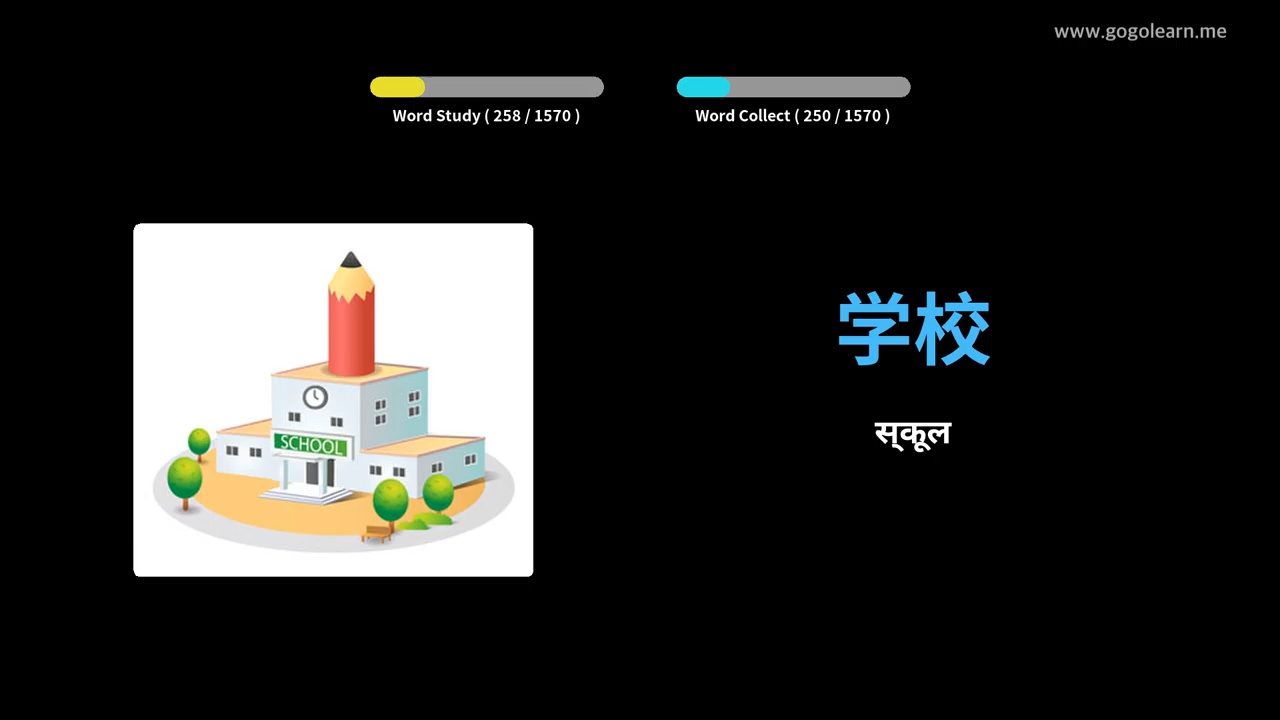 www.gogolearn.me
Word Study ( 258 / 1570 )
Word Collect ( 250 / 1570 )
SCHOOL
学校
स्कूल